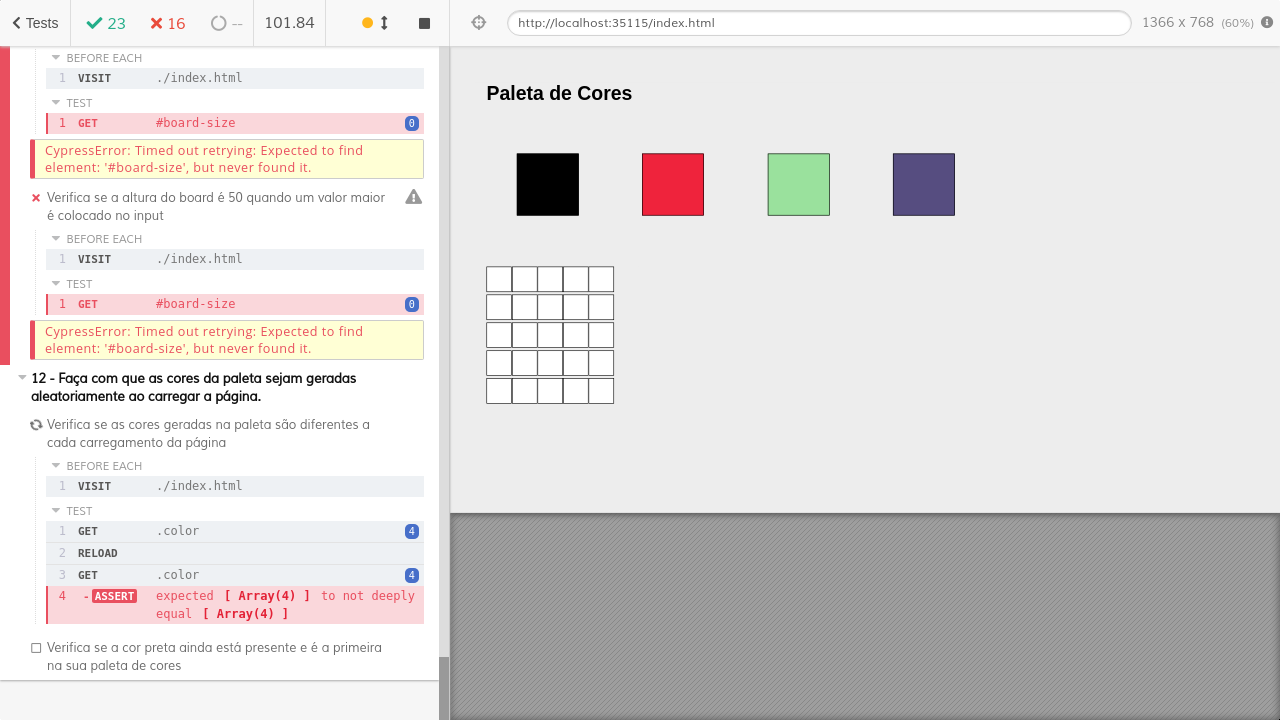 Tests
23
16
--
101.84
http://localhost:35115/index.html
1366 x 768 (60%)
BEFORE EACH
1 VISIT ./index.html
TEST
1 GET #board-size 0
CypressError: Timed out retrying: Expected to find
element: '#board-size', but never found it.
Verifica se a altura do board é 50 quando um valor maior
é colocado no input
BEFORE EACH
1 VISIT ./index.html
TEST
1 GET #board-size 0
CypressError: Timed out retrying: Expected to find
element: '#board-size', but never found it.
12 - Faça com que as cores da paleta sejam geradas
aleatoriamente ao carregar a página.
Verifica se as cores geradas na paleta são diferentes a
cada carregamento da página
BEFORE EACH
1 VISIT ./index.html
TEST
1 GET .color 4
2 RELOAD
3 GET .color 4
4 -ASSERT expected [ Array(4) ] to not deeply
equal [ Array(4) ]
Verifica se a cor preta ainda está presente e é a primeira
na sua paleta de cores
Paleta de Cores